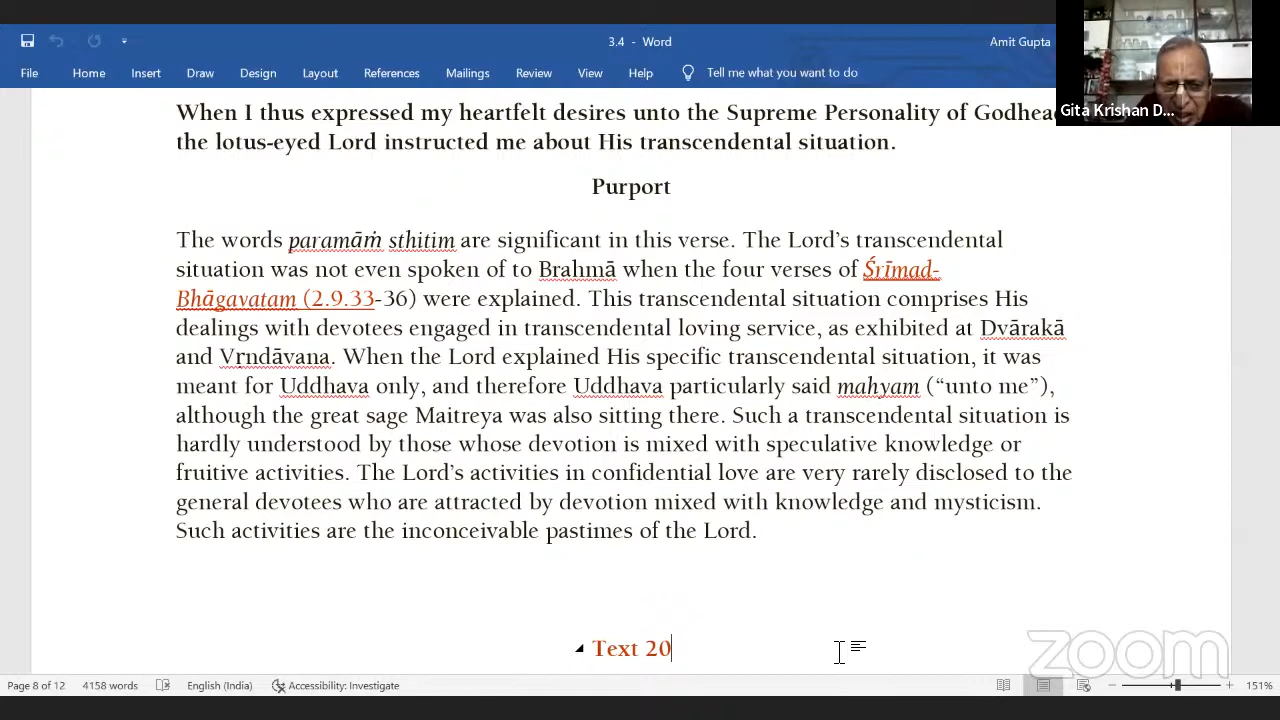 3.4 - Word
Amit Gupta
File Home Insert Draw Design Layout References Mailings Review View Help Tell me what you want to do
Gita Krishan D...
When I thus expressed my heartfelt desires unto the Supreme Personality of Godhea
the lotus-eyed Lord instructed me about His transcendental situation.
Purport
The words paramāṁ sthitim are significant in this verse. The Lord’s transcendental
situation was not even spoken of to Brahmā when the four verses of Śrīmad-
Bhāgavatam (2.9.33-36) were explained. This transcendental situation comprises His
dealings with devotees engaged in transcendental loving service, as exhibited at Dvārakā
and Vṛndāvana. When the Lord explained His specific transcendental situation, it was
meant for Uddhava only, and therefore Uddhava particularly said mahyam (“unto me”),
although the great sage Maitreya was also sitting there. Such a transcendental situation is
hardly understood by those whose devotion is mixed with speculative knowledge or
fruitive activities. The Lord’s activities in confidential love are very rarely disclosed to the
general devotees who are attracted by devotion mixed with knowledge and mysticism.
Such activities are the inconceivable pastimes of the Lord.
Text 20
zoom
Page 8 of 12 4158 words English (India) Accessibility: Investigate 151%